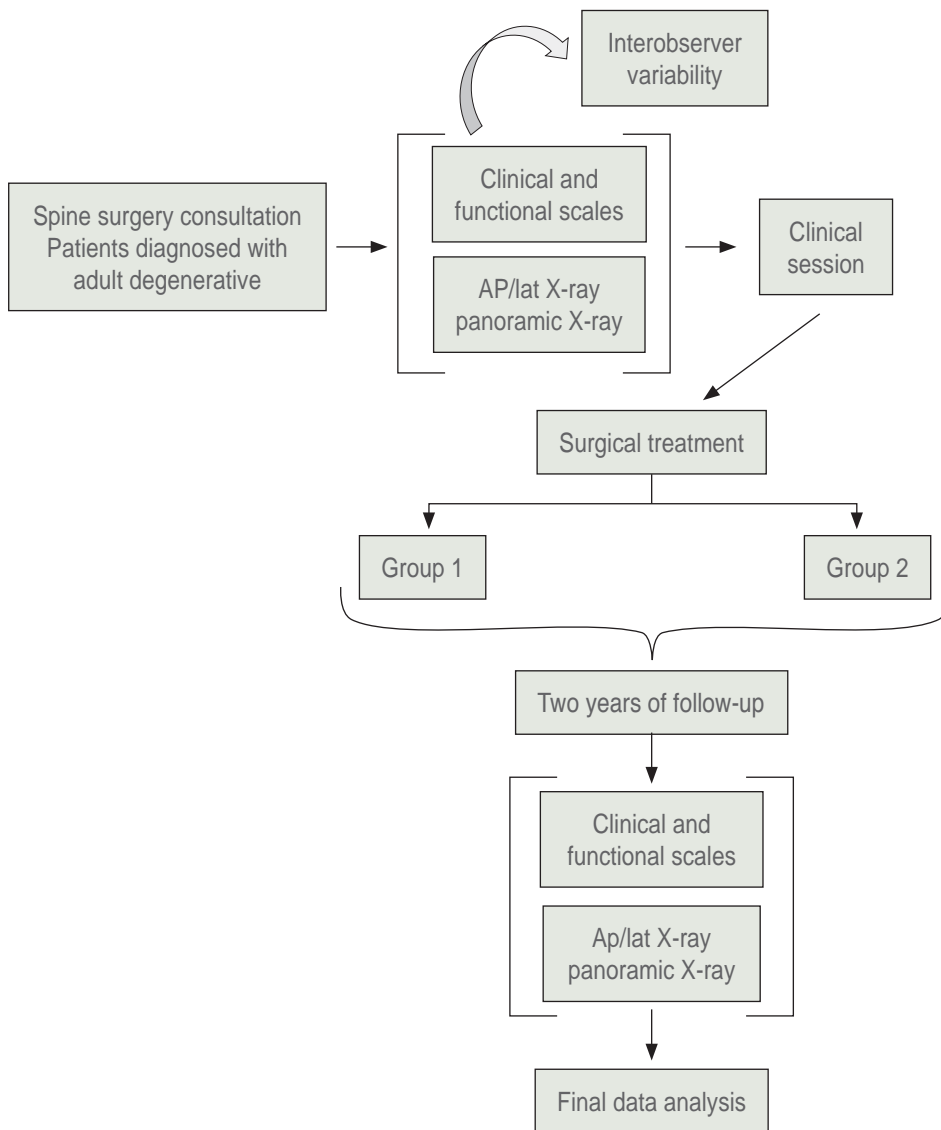 Interobserver
variability
Clinical and
functional scales
Spine surgery consultation
Patients diagnosed with
adult degenerative
AP/lat X-ray
panoramic X-ray
Clinical
session
Surgical treatment
Group 1
Group 2
Two years of follow-up
Clinical and
functional scales
Ap/lat X-ray
panoramic X-ray
Final data analysis